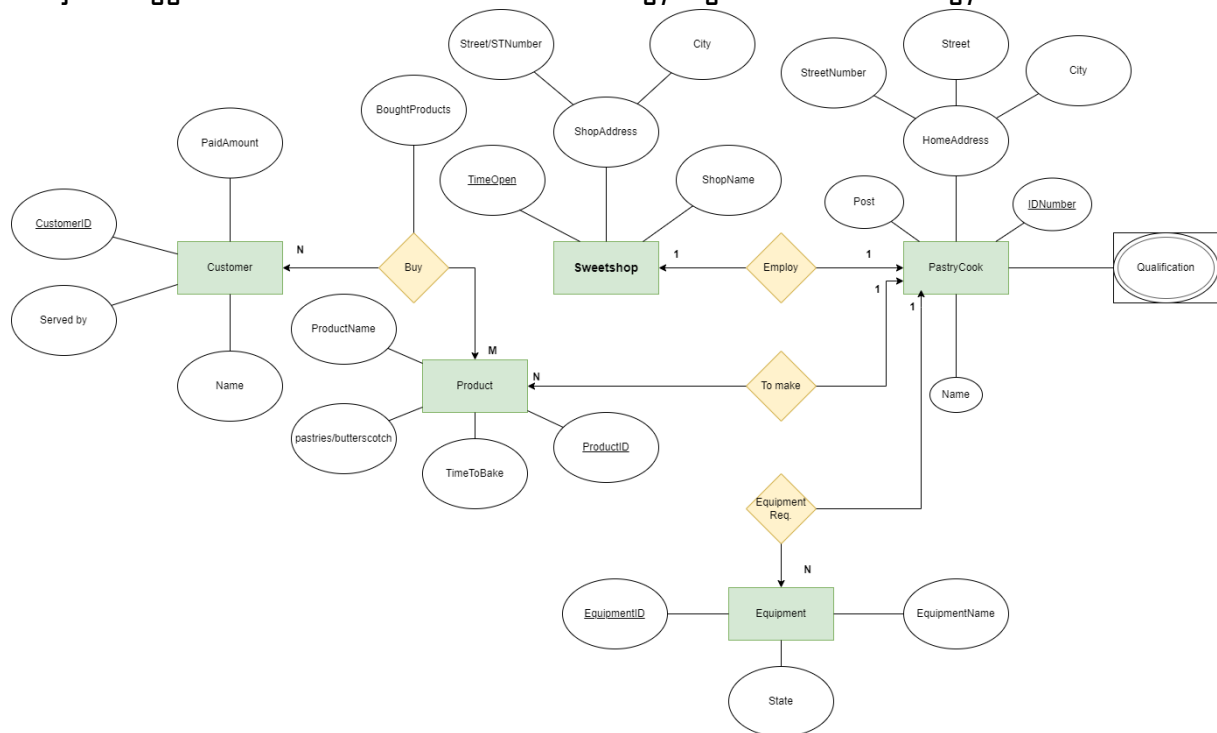 Street/STNumber
City
Street
StreetNumber
City
BoughtProducts
ShopAddress
HomeAddress
PaidAmount
TimeOpen
ShopName
Post
IDNumber
CustomerID
N
1
1
Customer
Buy
Sweetshop
Employ
PastryCook
Qualification
1
1
Served by
ProductName
M
N
Name
Product
To make
Name
pastries/butterscotch
TimeToBake
ProductID
Equipment
Req.
N
EquipmentID
Equipment
EquipmentName
State